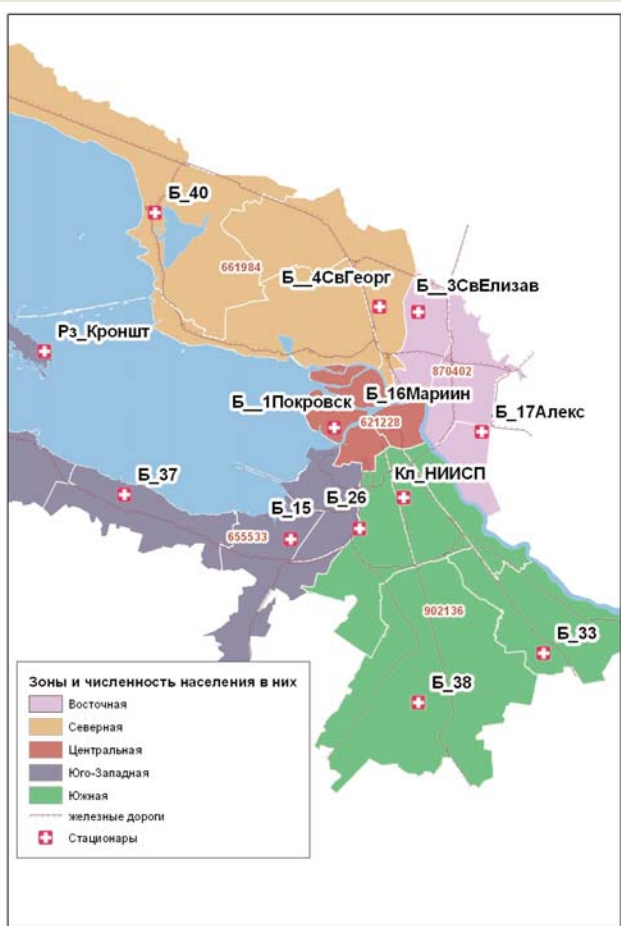 Б_40
661984
Б__4СвГеорг
Б__3СвЕлизав
Рз_Кроншт
870402
Б_16Мариин
Б__1Покровск
621228
Б_17Алекс
Б_37
Кл_НИИСП
Б_26
Б_15
655533
902136
Б_33
Б_38
Зоны и численность населения в них
Восточная
Северная
Центральная
Юго-Западная
Южная
железные дороги
Стационары